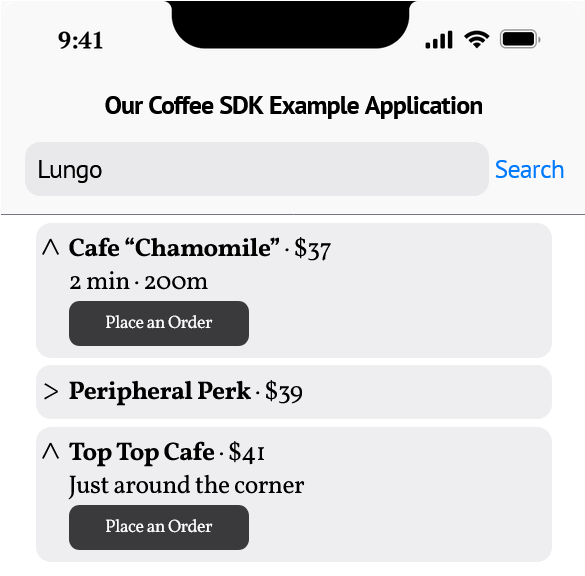 9:41
Our Coffee SDK Example Application
Lungo
Search
Cafe “Chamomile” · $37
2 min · 200m
Place an Order
> Peripheral Perk · $39
Top Top Cafe · $41
Just around the corner
Place an Order